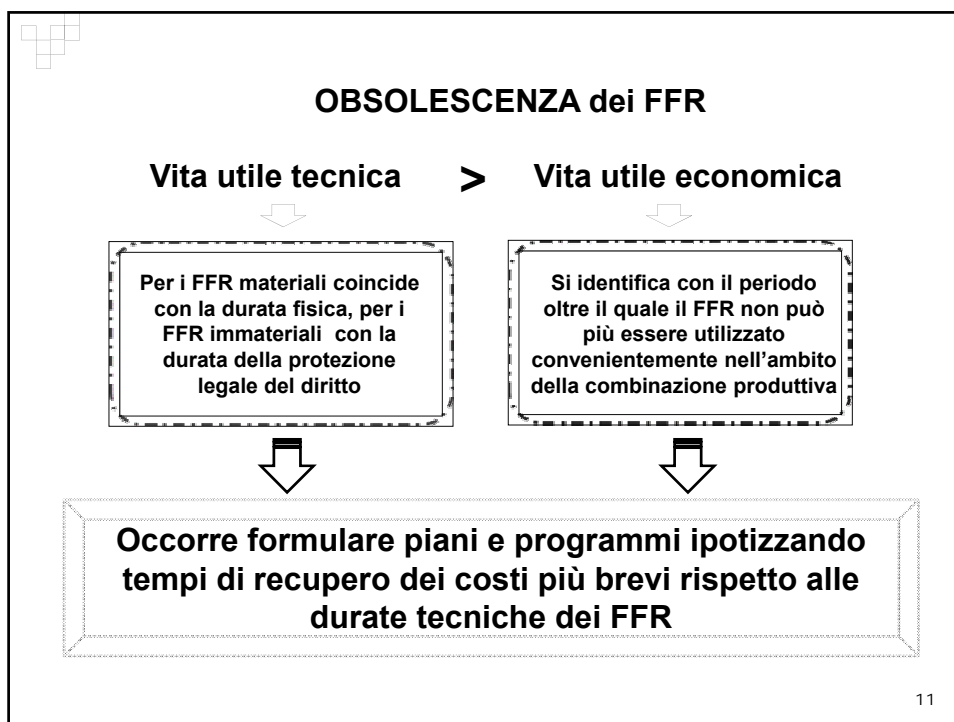 OBSOLESCENZA dei FFR
Vita utile tecnica > Vita utile economica
Per i FFR materiali coincide
con la durata fisica, per i
FFR immateriali con la
durata della protezione
legale del diritto
Si identifica con il periodo
oltre il quale il FFR non può
più essere utilizzato
convenientemente nell'ambito
della combinazione produttiva
Occorre formulare piani e programmi ipotizzando
tempi di recupero dei costi più brevi rispetto alle
durate tecniche dei FFR
11